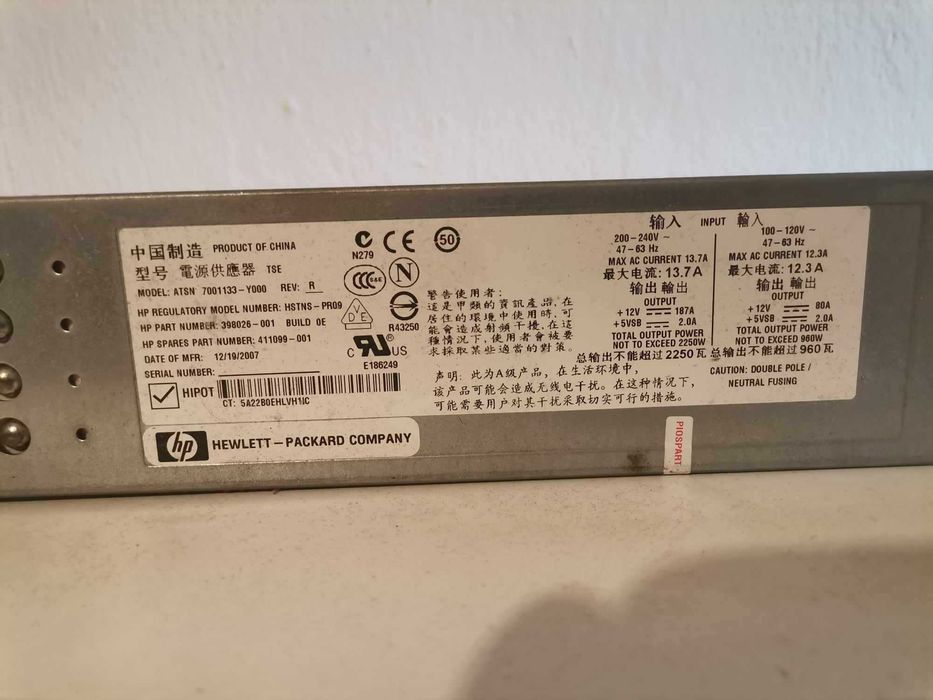 中国制造 PRODUCT OF CHINA
型号 電源供應器 TSE
MODEL: ATSN 7001133-Y000 REV: R
HP REGULATORY MODEL NUMBER: HSTNS-PR09
HP PART NUMBER: 398026-001 BUILD 0E
HP SPARES PART NUMBER: 411099-001
DATE OF MFR: 12/19/2007
SERIAL NUMBER:
HIPOT
CT: 5A22B0EHLVH1IC
hp HEWLETT-PACKARD COMPANY
N279
CE
50
CCC
S&E
N
VE
R43250
C RU® US
E186249
警告使用者:
這是甲類的資訊產品,在
居住的環境中使用時,可
能會造成射頻干擾,在這
種情況下,使用者會被要
求採取某些適當的對策。
声明: 此为A级产品, 在生活环境中,
该产品可能会造成无线电干扰。在这种情况下,
可能需要用户对其干扰采取切实可行的措施。
输入 INPUT 輸入
200-240V ~
47-63 Hz
MAX AC CURRENT 13.7A
最大电流: 13.7A
输出 輸出
OUTPUT
+12V 187A
+5VSB 2.0A
TOTAL OUTPUT POWER
NOT TO EXCEED 2250W
总输出不能超过 2250瓦
100-120V ~
47-63 Hz
MAX AC CURRENT 12.3A
最大电流: 12.3A
输出 輸出
OUTPUT
+12V 80A
+5VSB 2.0A
TOTAL OUTPUT POWER
NOT TO EXCEED 960W
总输出不能超过 960瓦
CAUTION: DOUBLE POLE /
NEUTRAL FUSING
PIOSPART